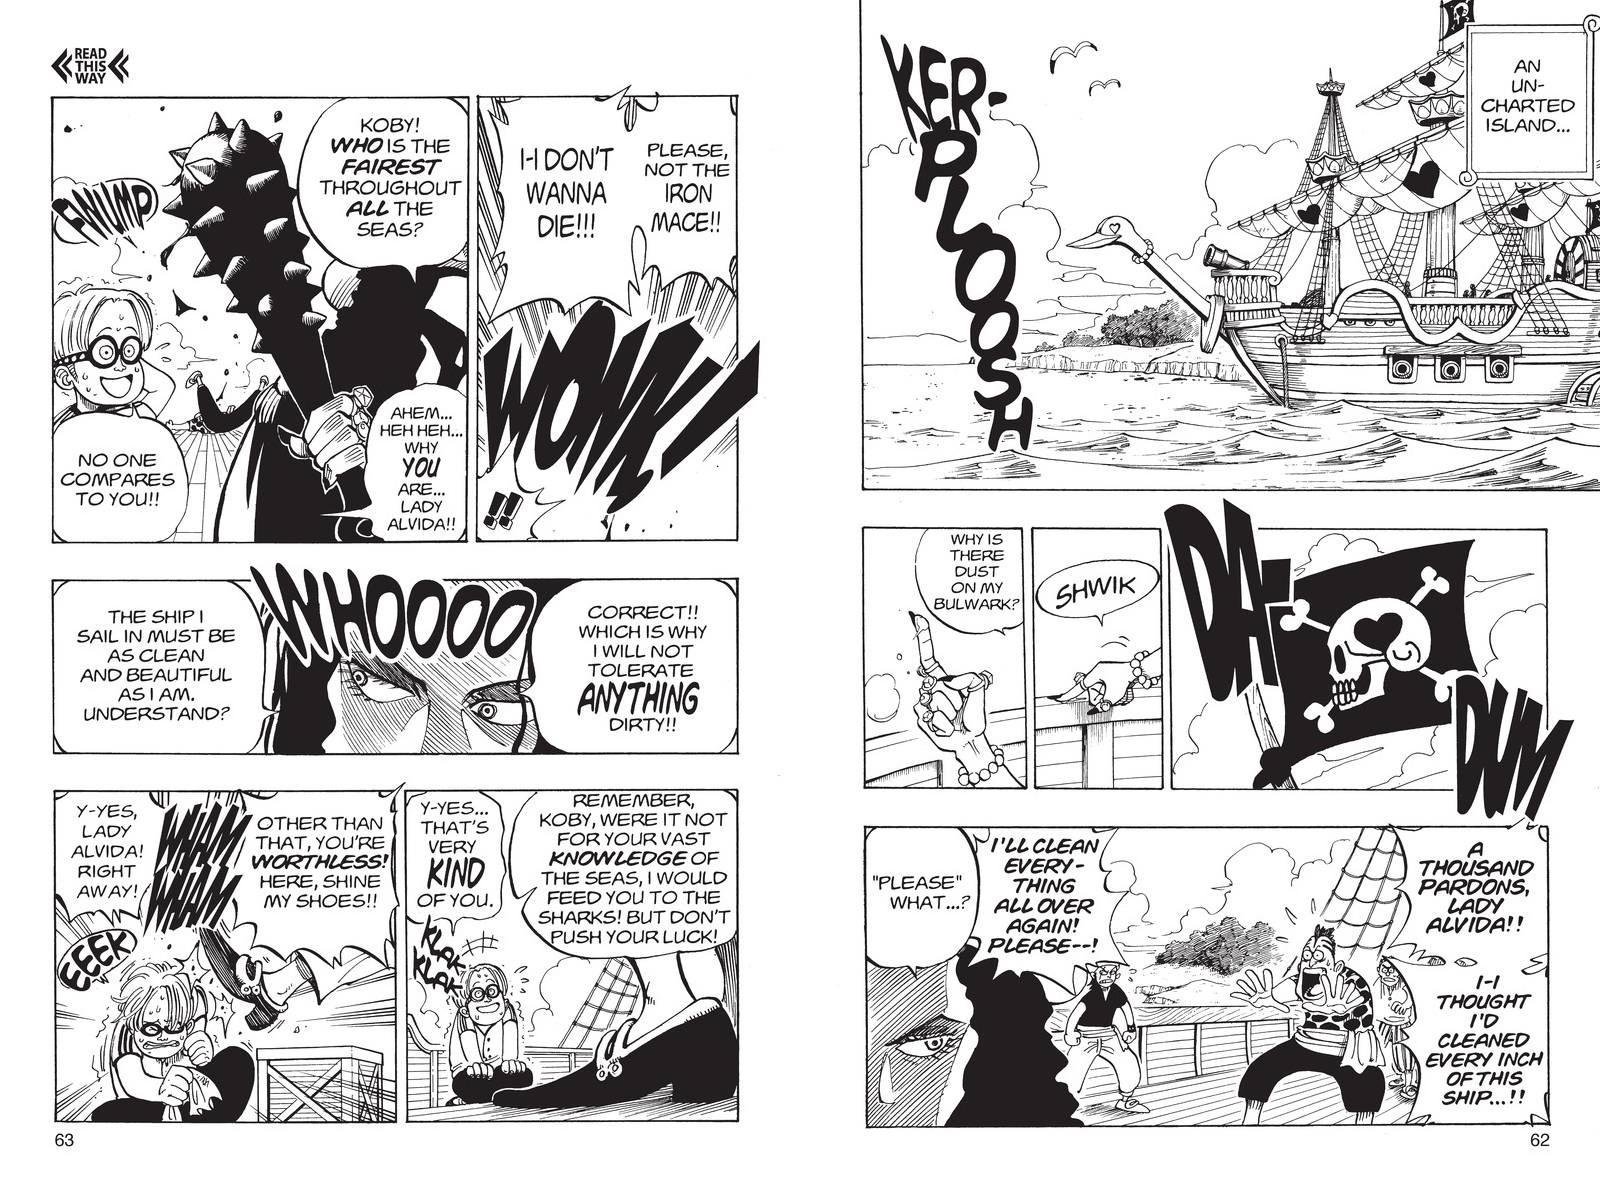 AN
UN-
CHARTED
ISLAND...
KER-
PLOOSH
DA-
DUM
SHWIK
WHY IS
THERE
DUST
ON MY
BULWARK?
A
THOUSAND
PARDONS,
LADY
ALVIDA!!
I-I
THOUGHT
I'D
CLEANED
EVERY INCH
OF THIS
SHIP...!!
I'LL CLEAN
EVERY-
THING
ALL OVER
AGAIN!
PLEASE--!
"PLEASE"
WHAT...?
62
READ
THIS
WAY
PLEASE,
NOT THE
IRON
MACE!!
I-I DON'T
WANNA
DIE!!!
WONK!
!!
KOBY!
WHO IS THE
FAIREST
THROUGHOUT
ALL THE
SEAS?
FWUMP
AHEM...
HEH HEH...
WHY
YOU
ARE...
LADY
ALVIDA!!
NO ONE
COMPARES
TO YOU!!
CORRECT!!
WHICH IS WHY
I WILL NOT
TOLERATE
ANYTHING
DIRTY!!
WHOOOO
THE SHIP I
SAIL IN MUST BE
AS CLEAN
AND BEAUTIFUL
AS I AM.
UNDERSTAND?
REMEMBER,
KOBY, WERE IT NOT
FOR YOUR VAST
KNOWLEDGE OF
THE SEAS, I WOULD
FEED YOU TO THE
SHARKS! BUT DON'T
PUSH YOUR LUCK!
Y-YES...
THAT'S
VERY
KIND
OF YOU.
KLAK
KLAK
OTHER THAN
THAT, YOU'RE
WORTHLESS!
HERE, SHINE
MY SHOES!!
WHAM
WHAM
Y-YES,
LADY
ALVIDA!
RIGHT
AWAY!
EEEK
63